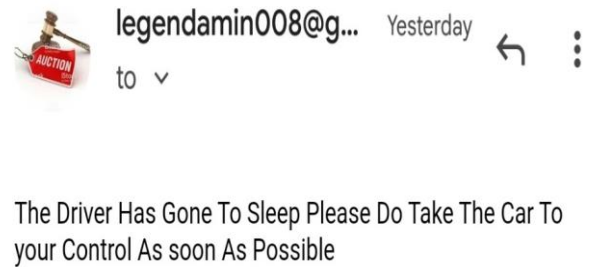 legendamin008@g... Yesterday
AUCTION
to
The Driver Has Gone To Sleep Please Do Take The Car To
your Control As soon As Possible